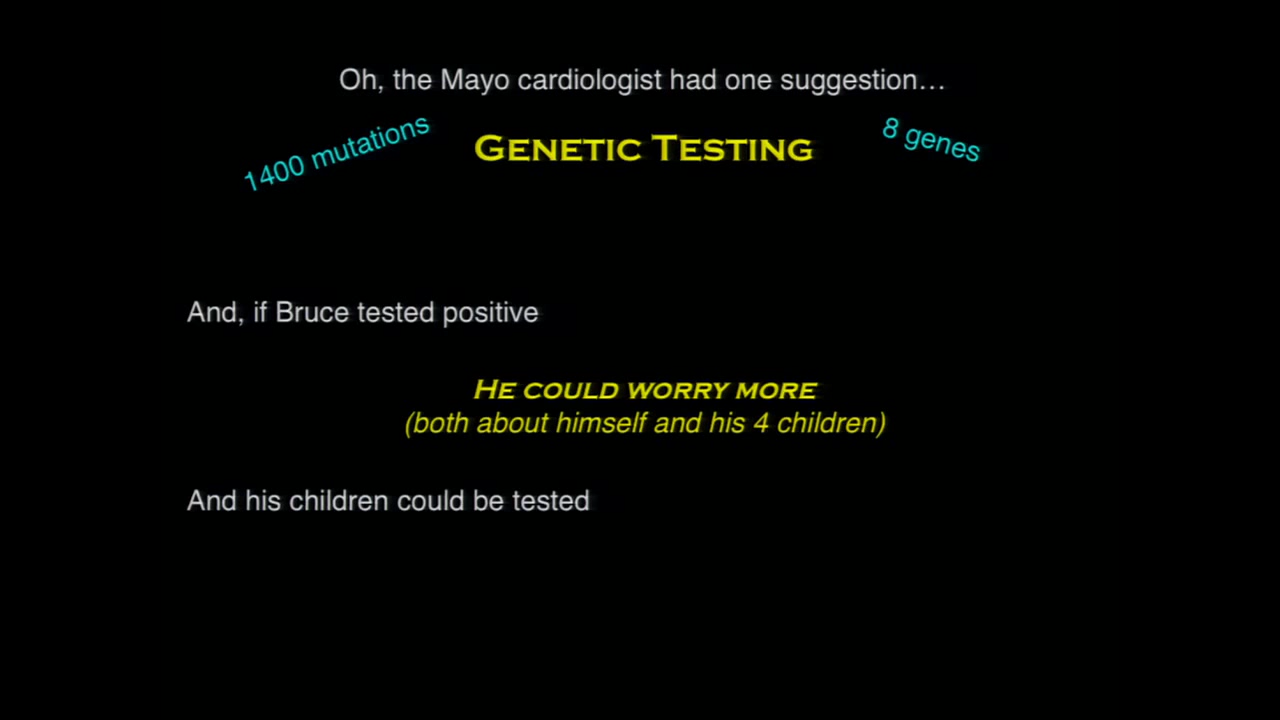 Oh, the Mayo cardiologist had one suggestion…
1400 mutations
GENETIC TESTING
8 genes
And, if Bruce tested positive
HE COULD WORRY MORE
(both about himself and his 4 children)
And his children could be tested